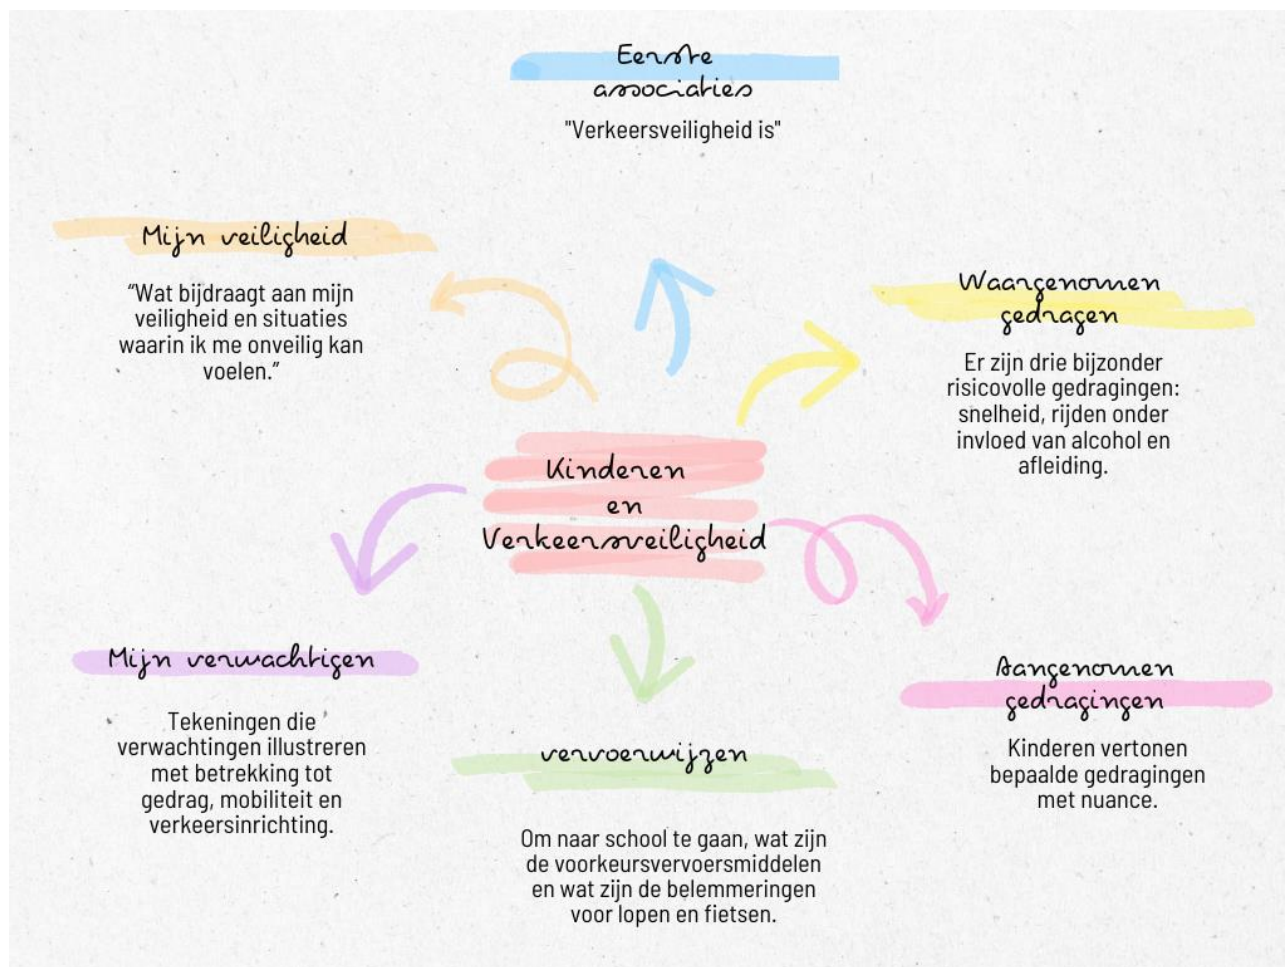 Eerste
associaties
"Verkeersveiligheid is"
Mijn veiligheid
“Wat bijdraagt aan mijn
veiligheid en situaties
waarin ik me onveilig kan
voelen.”
Waargenomen
gedragen
Er zijn drie bijzonder
risicovolle gedragingen:
snelheid, rijden onder
invloed van alcohol en
afleiding.
Kinderen
en
Verkeersveiligheid
Mijn verwachtigen
Tekeningen die
verwachtingen illustreren
met betrekking tot
gedrag, mobiliteit en
verkeersinrichting.
vervoerwijzen
Om naar school te gaan, wat zijn
de voorkeursvervoersmiddelen
en wat zijn de belemmeringen
voor lopen en fietsen.
Aangenomen
gedragingen
Kinderen vertonen
bepaalde gedragingen
met nuance.